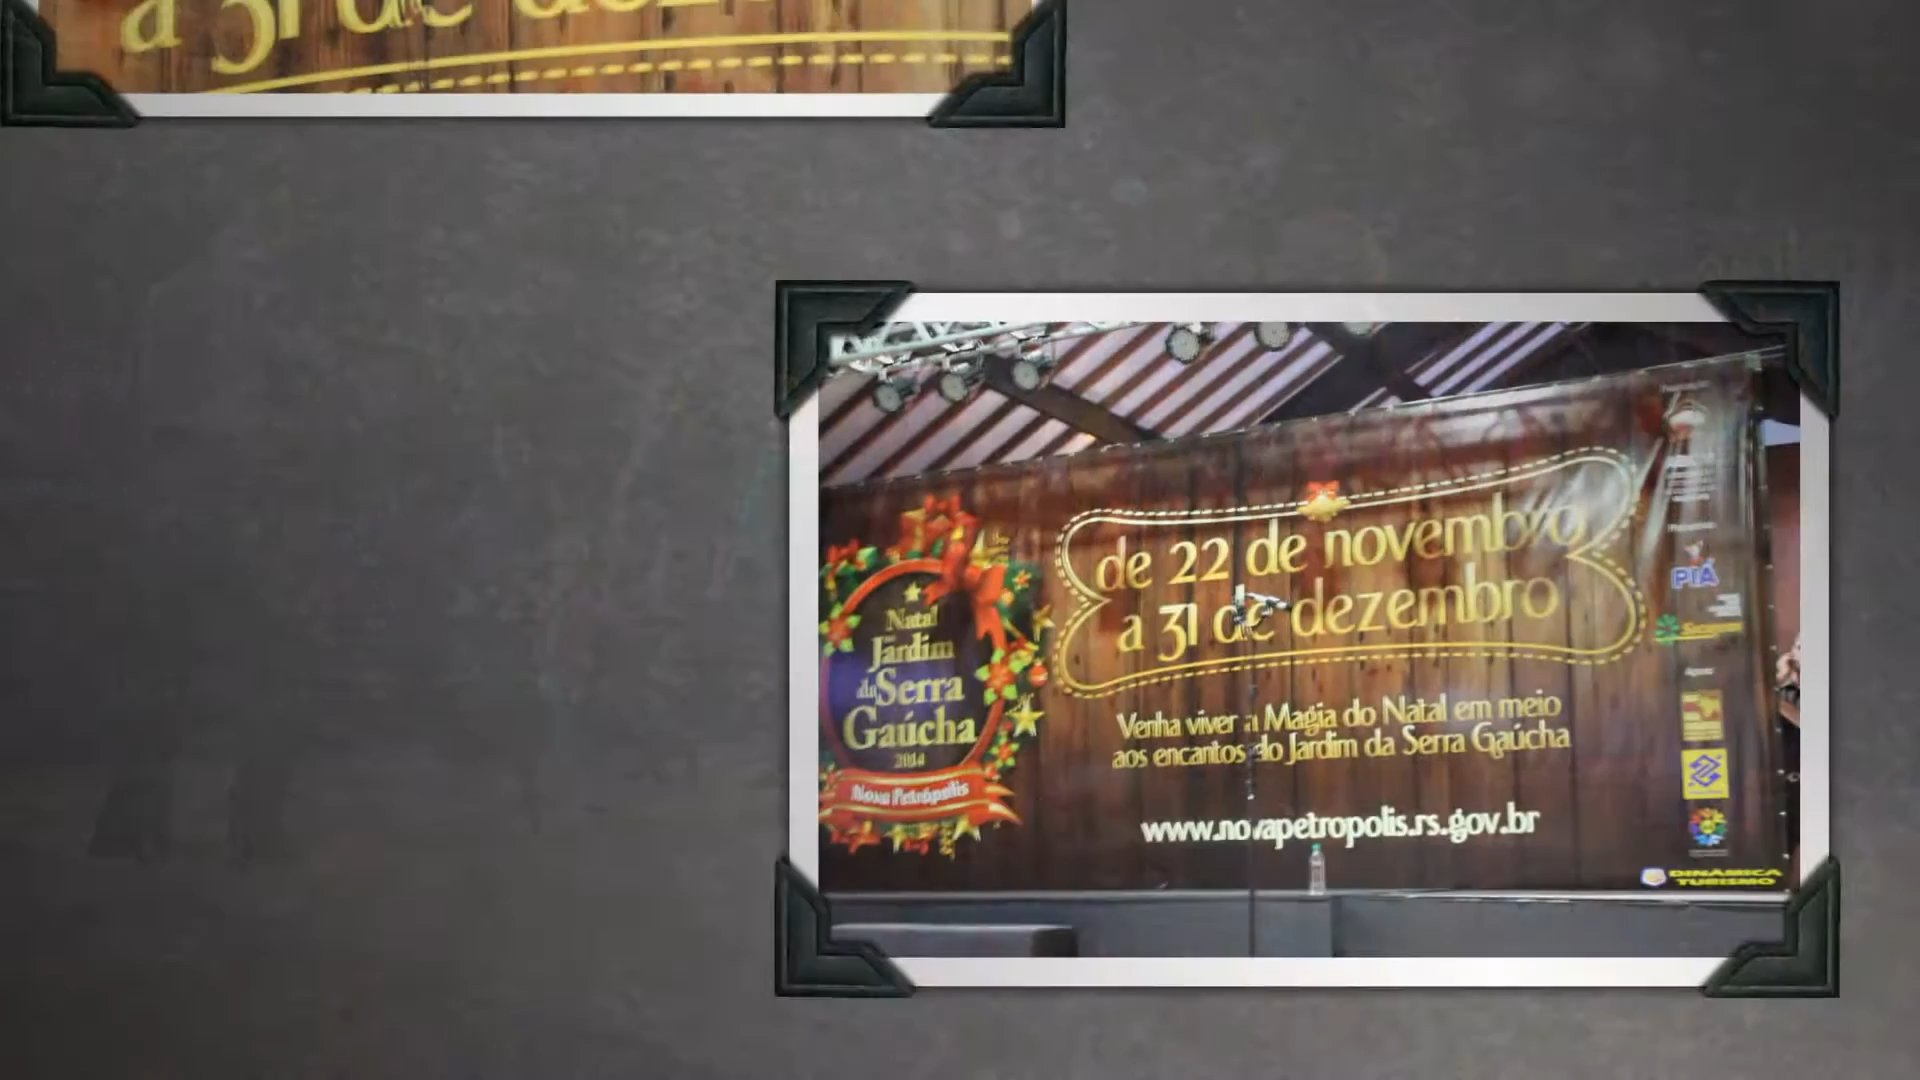 a 31 de
Natal
Jardim
da Serra
Gaúcha
2014
Nova Petrópolis
de 22 de novembro
a 31 de dezembro
Venha viver a Magia do Natal em meio
aos encantos do Jardim da Serra Gaúcha
www.novapetropolis.rs.gov.br
PIÁ
DINÂMICA
TURISMO